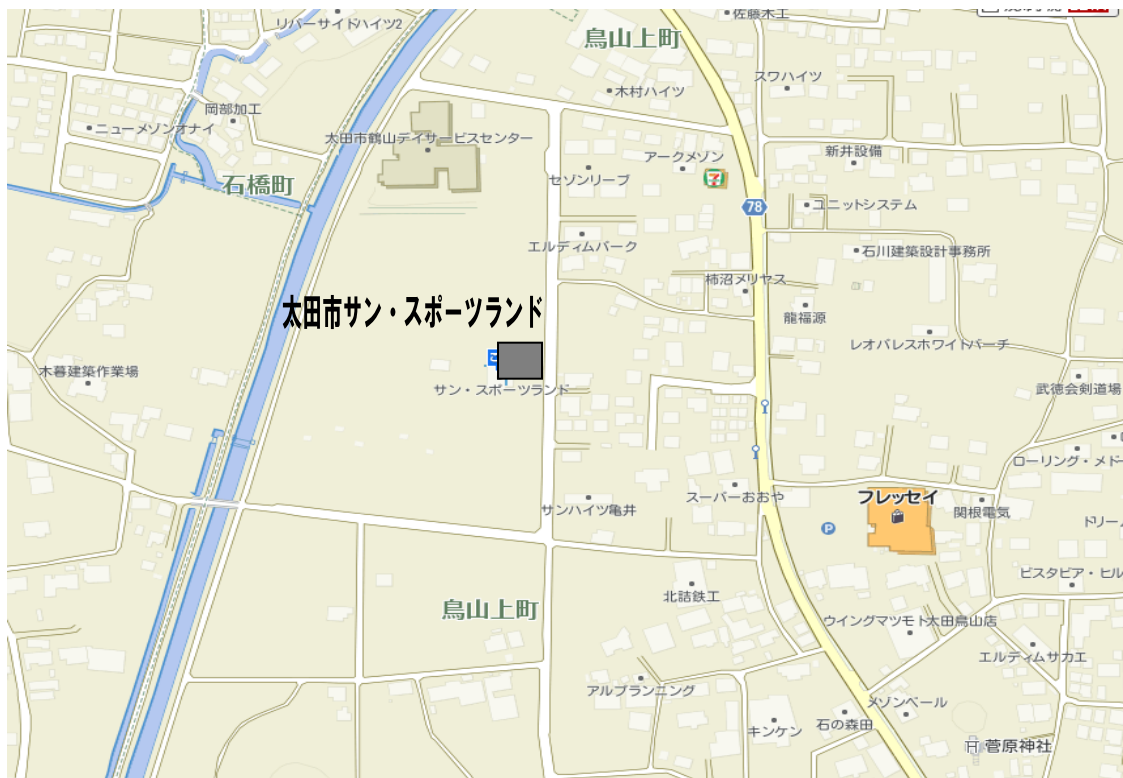 佐藤木工
リバーサイドハイツ2
鳥山上町
スワハイツ
木村ハイツ
岡部加工
ニューメゾンオナイ
太田市鶴山デイサービスセンター
アークメゾン
新井設備
7
セゾンリーブ
石橋町
78
ユニットシステム
エルディムパーク
石川建築設計事務所
柿沼メリヤス
太田市サン・スポーツランド
龍福源
レオパレスホワイトバーチ
木暮建築作業場
サン・スポーツランド
武徳会剣道場
ローリング・メドー
スーパーおおや
フレッセイ
サンハイツ亀井
関根電気
P
ドリーム
ビスタピア・ヒル
北詰鉄工
鳥山上町
ウイングマツモト太田鳥山店
エルディムサカエ
アルプランニング
メゾンベール
石の森田
キンケン
菅原神社